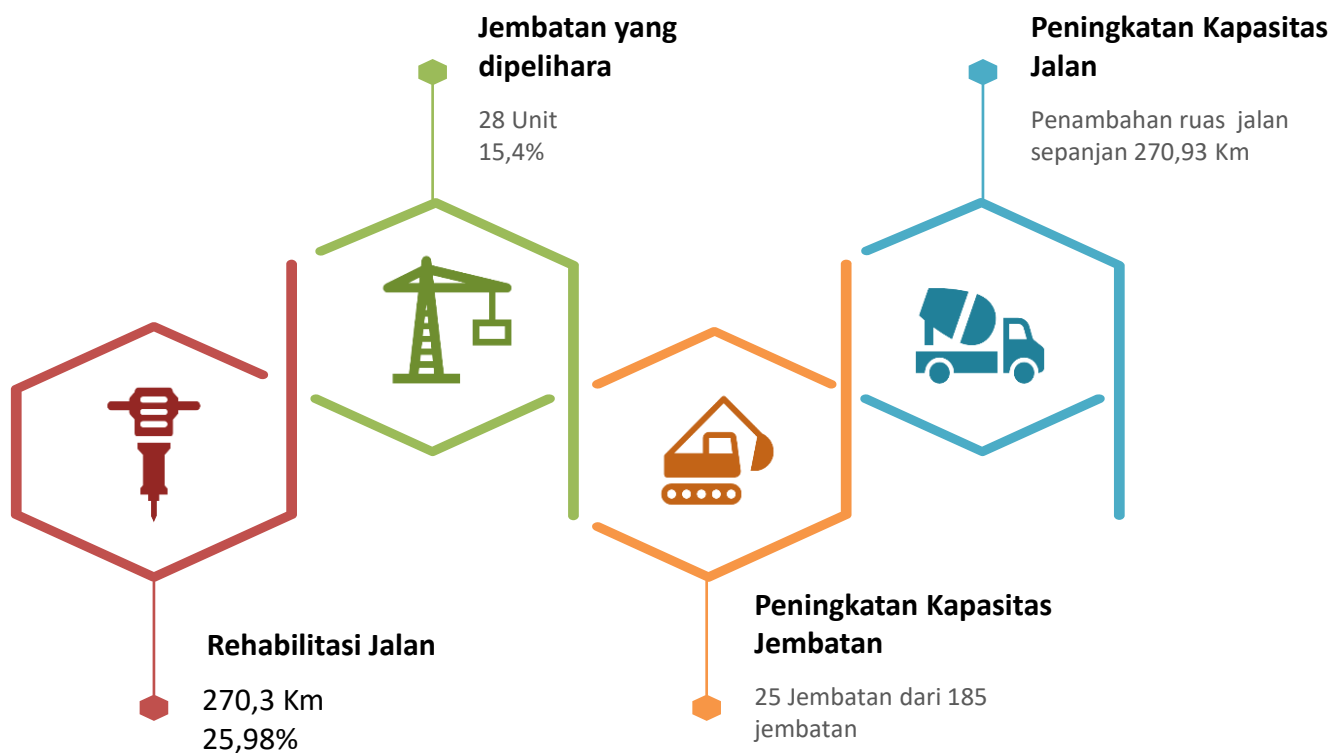 Jembatan yang
dipelihara
28 Unit
15,4%
Peningkatan Kapasitas
Jalan
Penambahan ruas  jalan
sepanjan 270,93 Km
Rehabilitasi Jalan
270,3 Km
25,98%
Peningkatan Kapasitas
Jembatan
25 Jembatan dari 185
jembatan